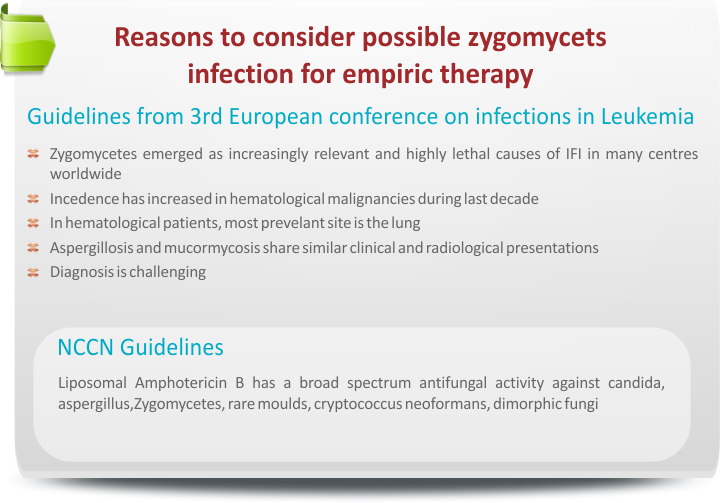 Reasons to consider possible zygomycets
infection for empiric therapy
Guidelines from 3rd European conference on infections in Leukemia
Zygomycetes emerged as increasingly relevant and highly lethal causes of IFI in many centres
worldwide
Incedence has increased in hematological malignancies during last decade
In hematological patients, most prevelant site is the lung
Aspergillosis and mucormycosis share similar clinical and radiological presentations
Diagnosis is challenging
NCCN Guidelines
Liposomal Amphotericin B has a broad spectrum antifungal activity against candida,
aspergillus,Zygomycetes, rare moulds, cryptococcus neoformans, dimorphic fungi